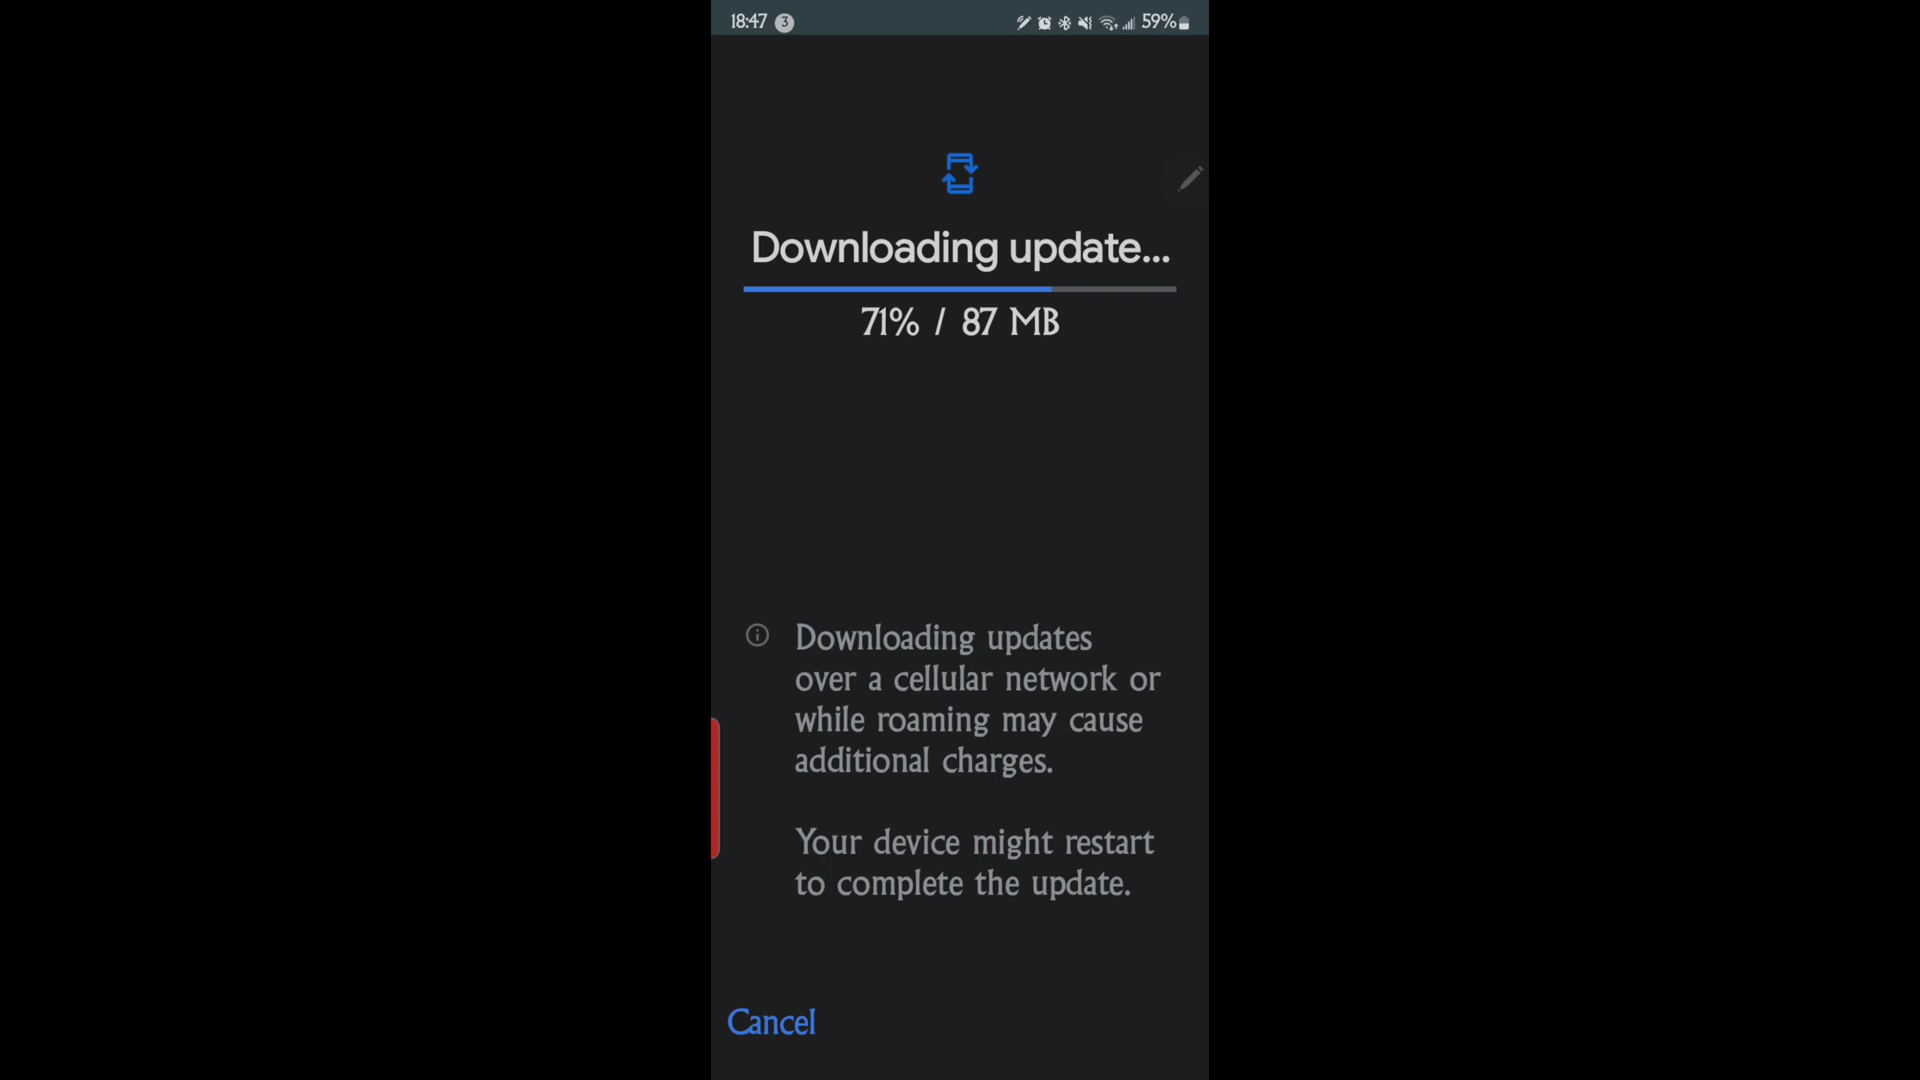 18:47 3 59%
Downloading update...
71% / 87 MB
Downloading updates
over a cellular network or
while roaming may cause
additional charges.
Your device might restart
to complete the update.
Cancel